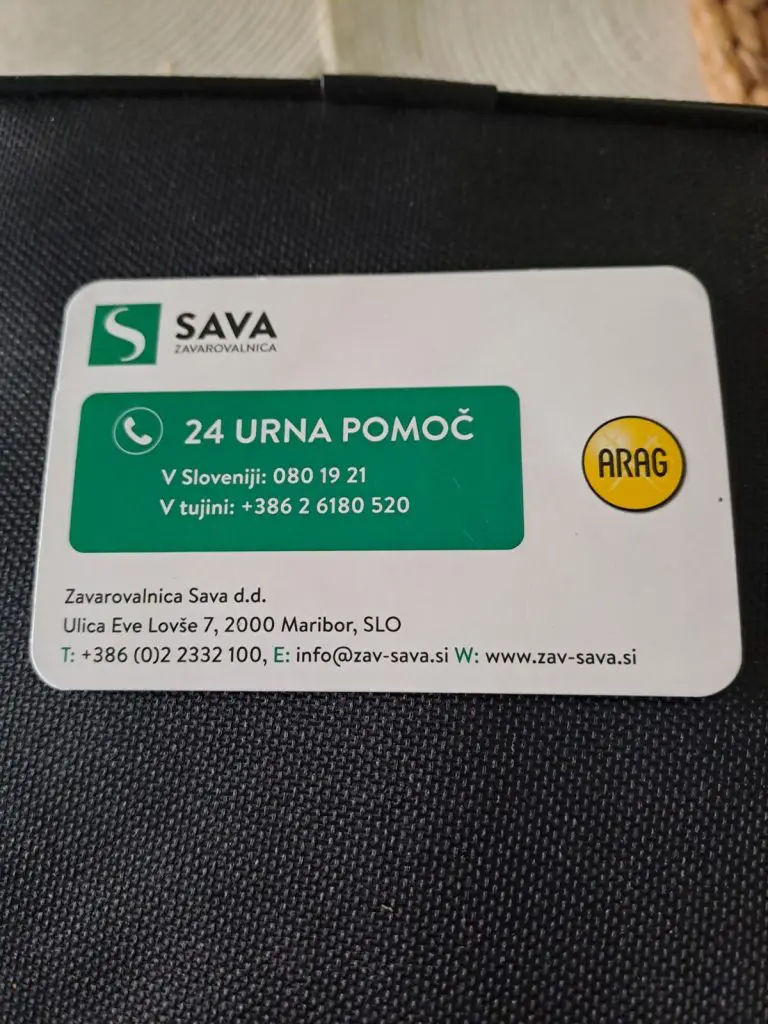 SAVA
ZAVAROVALNICA
24 URNA POMOČ
V Sloveniji: 080 19 21
V tujini: +386 2 6180 520
ARAG
Zavarovalnica Sava d.d.
Ulica Eve Lovše 7, 2000 Maribor, SLO
T: +386 (0)2 2332 100, E: info@zav-sava.si W: www.zav-sava.si